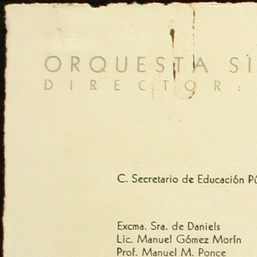 ORQUESTA SI
DIRECTOR:
C. Secretario de Educación Pú
Excma. Sra. de Daniels
Lic. Manuel Gómez Morín
Prof. Manuel M. Ponce